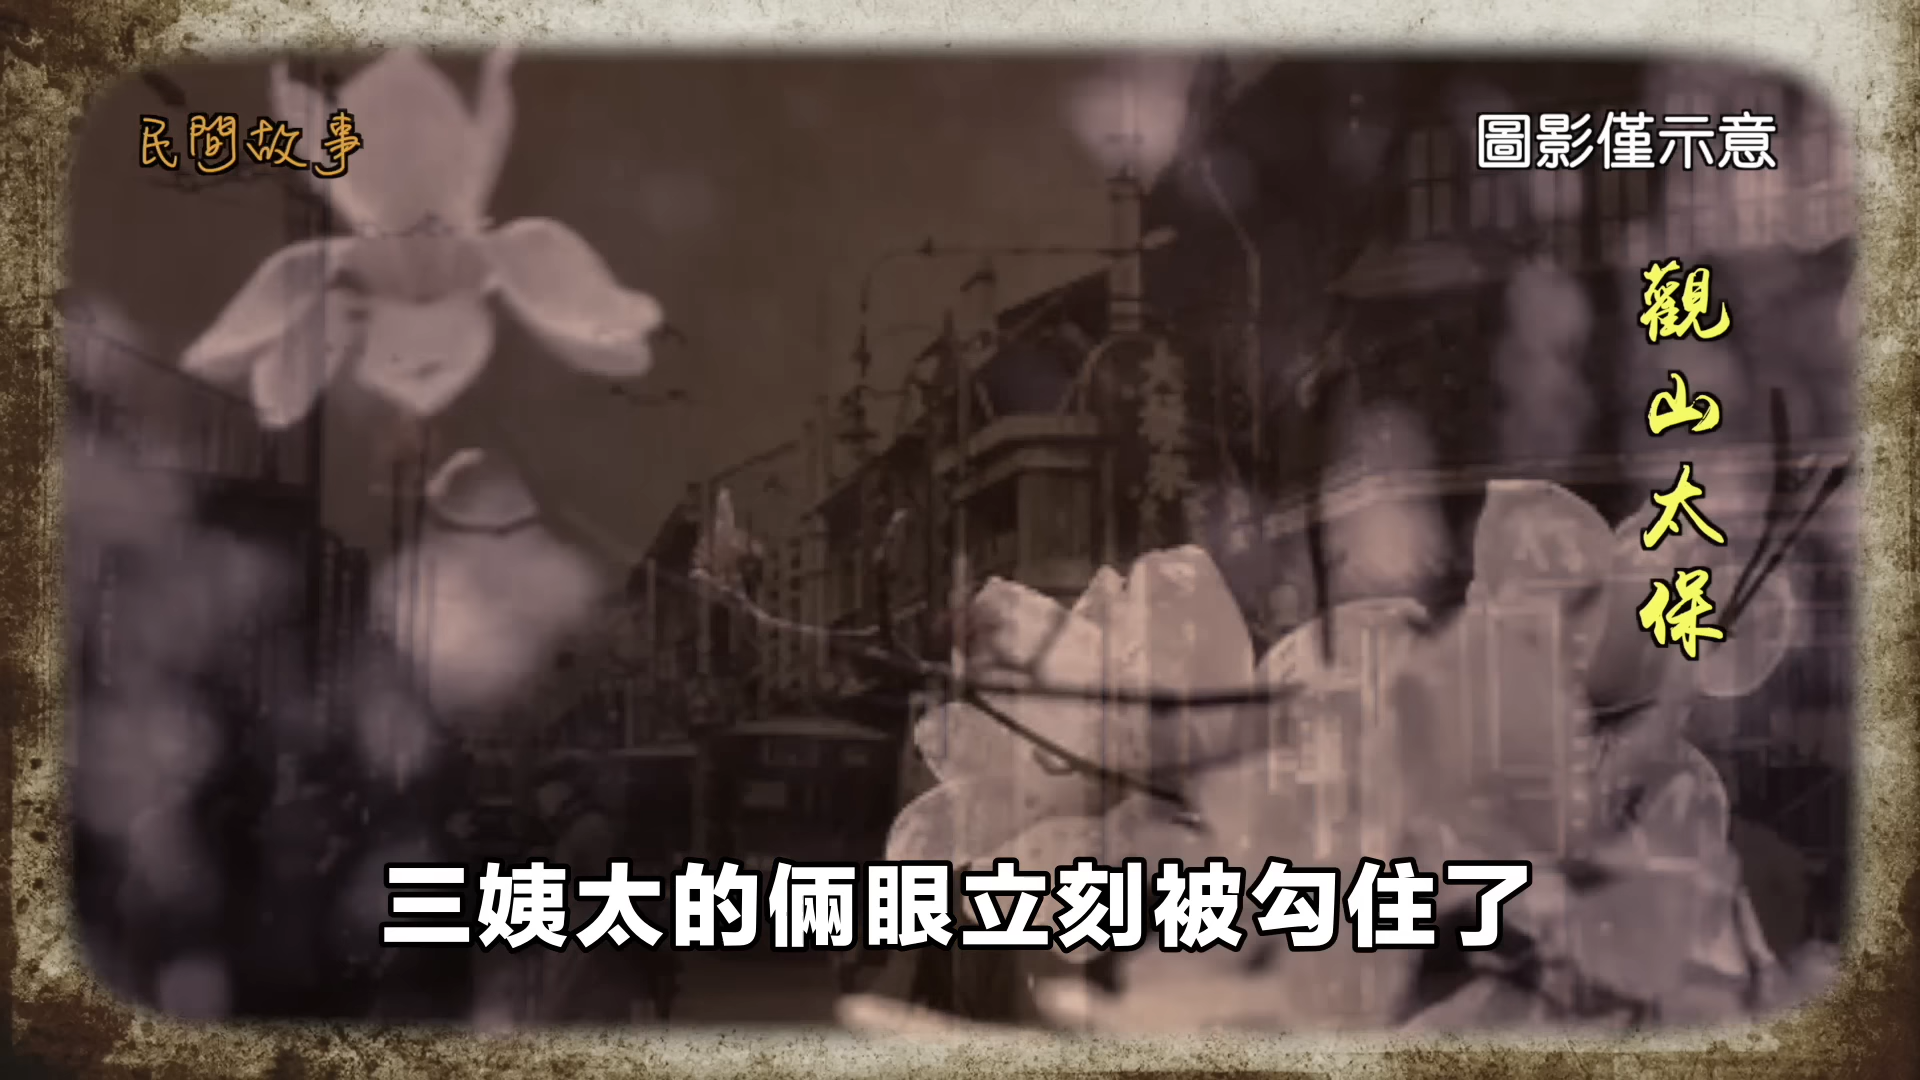 民間故事
圖影僅示意
觀山太保
三姨太的倆眼立刻被勾住了